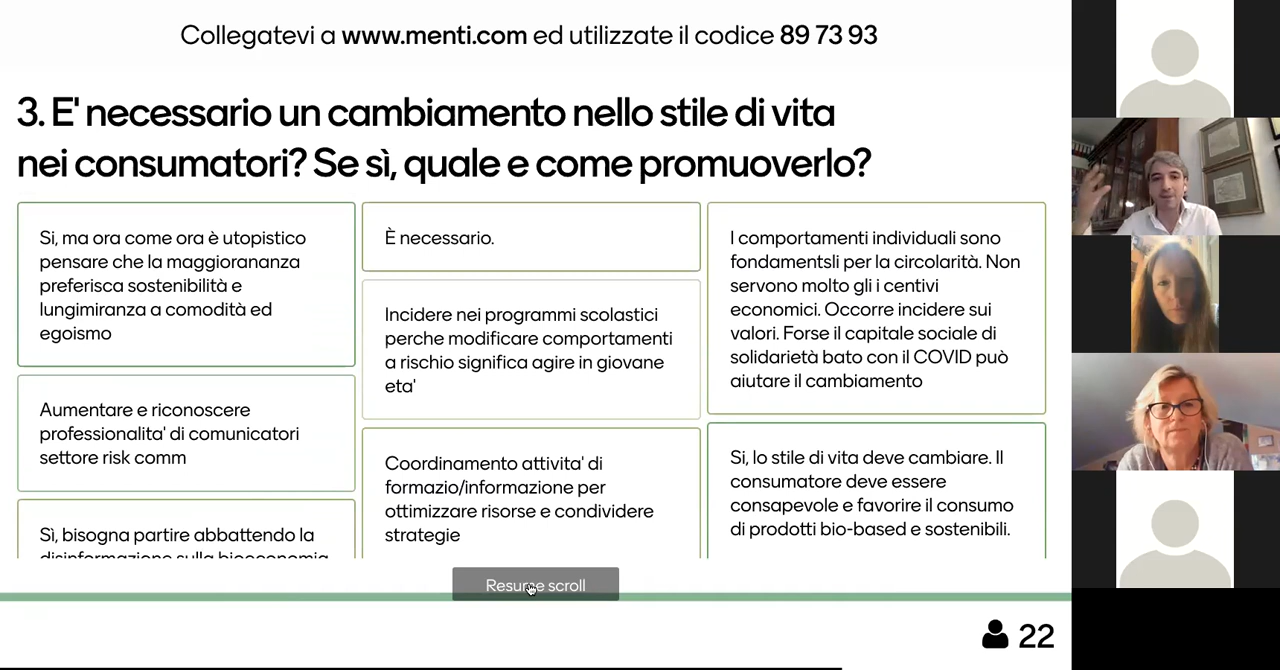 Collegatevi a www.menti.com ed utilizzate il codice 89 73 93
3. E' necessario un cambiamento nello stile di vita
nei consumatori? Se sì, quale e come promuoverlo?
Si, ma ora come ora è utopistico
pensare che la maggiorananza
preferisca sostenibilità e
lungimiranza a comodità ed
egoismo
Aumentare e riconoscere
professionalita' di comunicatori
settore risk comm
Sì, bisogna partire abbattendo la
disinformazione sulla bioeconomia
È necessario.
Incidere nei programmi scolastici
perche modificare comportamenti
a rischio significa agire in giovane
eta'
Coordinamento attivita' di
formazio/informazione per
ottimizzare risorse e condividere
strategie
I comportamenti individuali sono
fondamentsli per la circolarità. Non
servono molto gli i centivi
economici. Occorre incidere sui
valori. Forse il capitale sociale di
solidarietà bato con il COVID può
aiutare il cambiamento
Si, lo stile di vita deve cambiare. Il
consumatore deve essere
consapevole e favorire il consumo
di prodotti bio-based e sostenibili.
Resume scroll
22